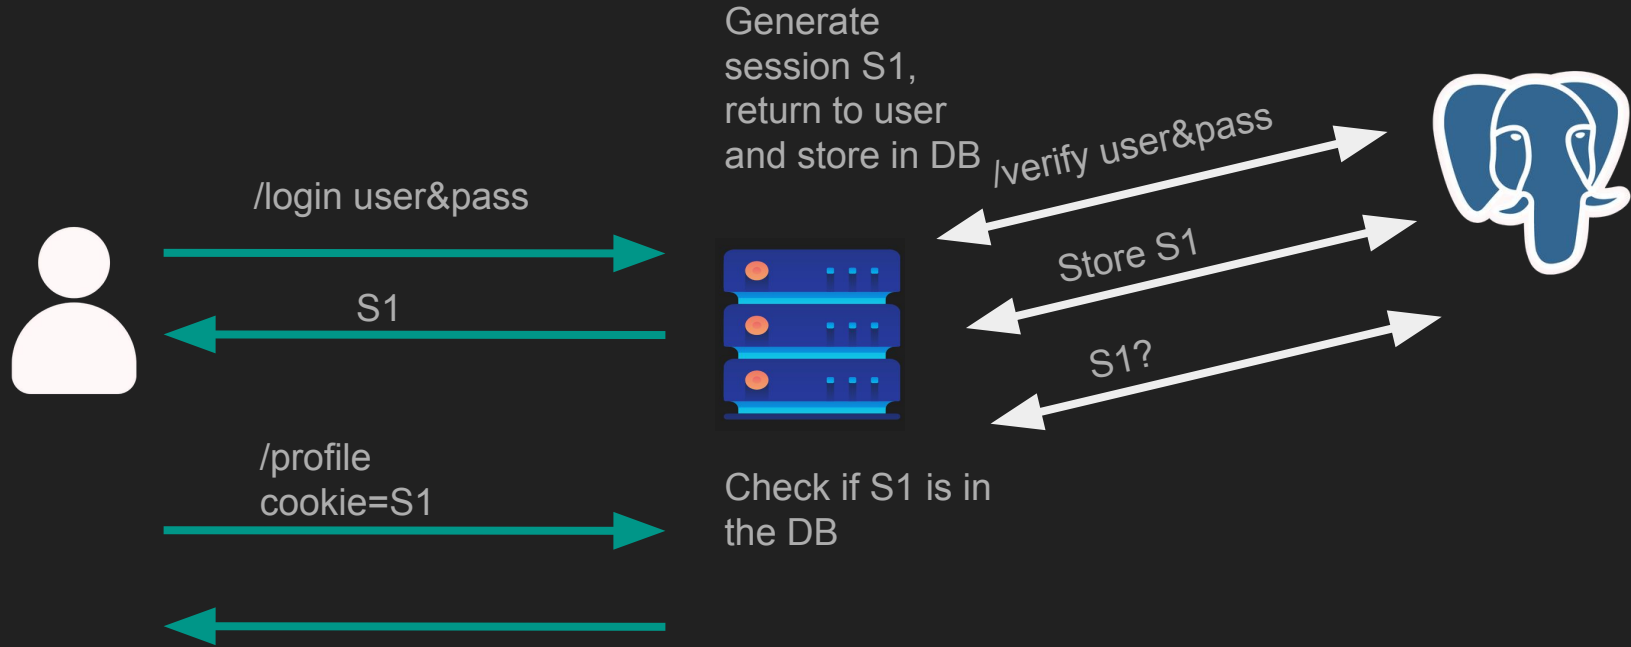 Generate
session S1,
return to user
and store in DB
/verify user&pass
/login user&pass
Store S1
S1
S1?
/profile
cookie=S1
Check if S1 is in
the DB